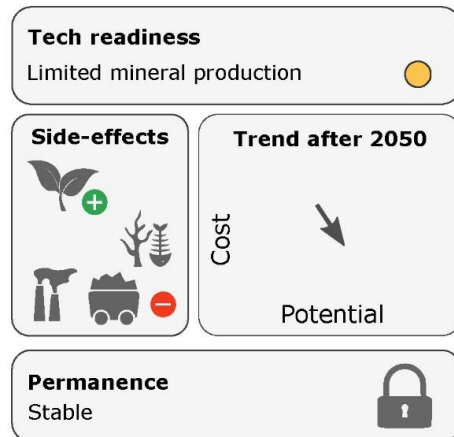 Tech readiness
Limited mineral production
Side-effects
Trend after 2050
Cost
Potential
Permanence
Stable